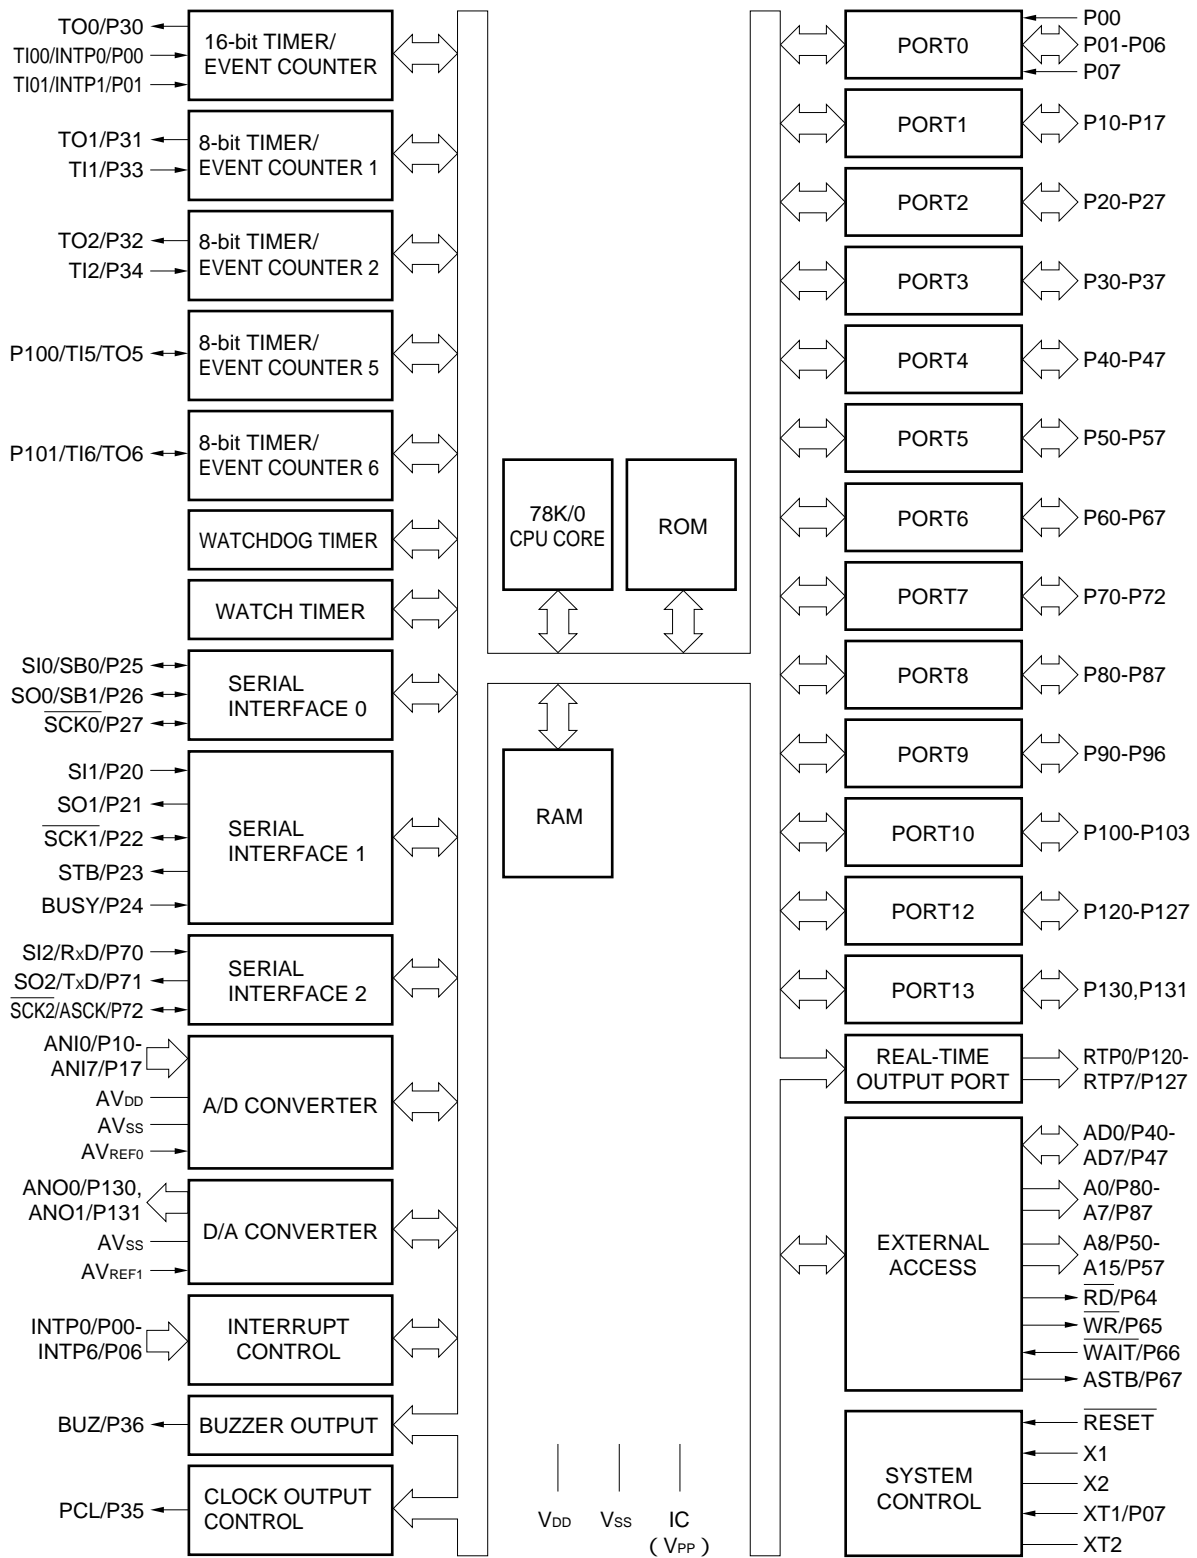 TO0/P30
TI00/INTP0/P00
TI01/INTP1/P01
16-bit TIMER/
EVENT COUNTER
TO1/P31
TI1/P33
8-bit TIMER/
EVENT COUNTER 1
TO2/P32
TI2/P34
8-bit TIMER/
EVENT COUNTER 2
P100/TI5/TO5
8-bit TIMER/
EVENT COUNTER 5
P101/TI6/TO6
8-bit TIMER/
EVENT COUNTER 6
WATCHDOG TIMER
WATCH TIMER
SI0/SB0/P25
SO0/SB1/P26
SCK0/P27
SERIAL
INTERFACE 0
SI1/P20
SO1/P21
SCK1/P22
STB/P23
BUSY/P24
SERIAL
INTERFACE 1
SI2/RxD/P70
SO2/TxD/P71
SCK2/ASCK/P72
SERIAL
INTERFACE 2
ANI0/P10-
ANI7/P17
AVDD
AVSS
AVREF0
A/D CONVERTER
ANO0/P130,
ANO1/P131
AVSS
AVREF1
D/A CONVERTER
INTP0/P00-
INTP6/P06
INTERRUPT
CONTROL
BUZ/P36
BUZZER OUTPUT
PCL/P35
CLOCK OUTPUT
CONTROL
78K/0
CPU CORE
ROM
RAM
VDD
VSS
IC
(VPP)
PORT0
P00
P01-P06
P07
PORT1
P10-P17
PORT2
P20-P27
PORT3
P30-P37
PORT4
P40-P47
PORT5
P50-P57
PORT6
P60-P67
PORT7
P70-P72
PORT8
P80-P87
PORT9
P90-P96
PORT10
P100-P103
PORT12
P120-P127
PORT13
P130,P131
REAL-TIME
OUTPUT PORT
RTP0/P120-
RTP7/P127
EXTERNAL
ACCESS
AD0/P40-
AD7/P47
A0/P80-
A7/P87
A8/P50-
A15/P57
RD/P64
WR/P65
WAIT/P66
ASTB/P67
SYSTEM
CONTROL
RESET
X1
X2
XT1/P07
XT2